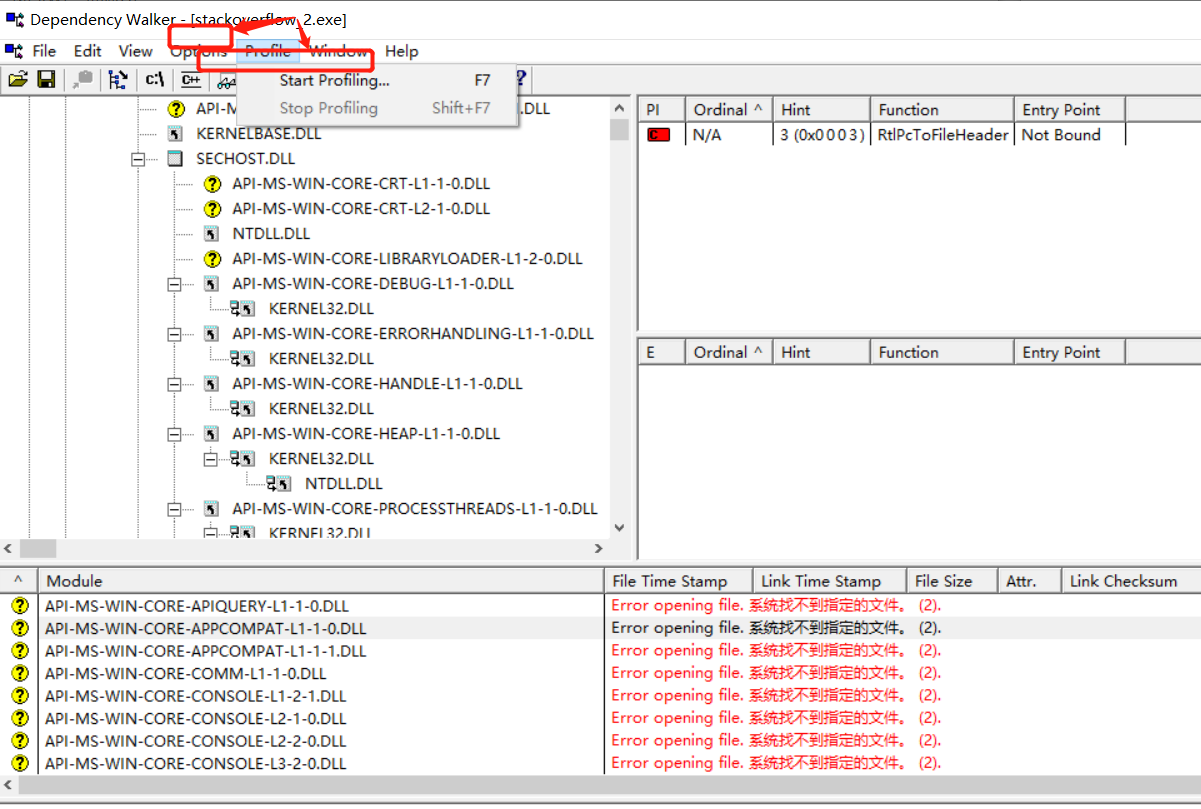 Dependency Walker - [stackoverflow_2.exe]
File Edit View Options Profile Window Help
Start Profiling... F7
Stop Profiling Shift+F7
C:\ C++ ?
API-M .DLL
KERNELBASE.DLL
SECHOST.DLL
API-MS-WIN-CORE-CRT-L1-1-0.DLL
API-MS-WIN-CORE-CRT-L2-1-0.DLL
NTDLL.DLL
API-MS-WIN-CORE-LIBRARYLOADER-L1-2-0.DLL
API-MS-WIN-CORE-DEBUG-L1-1-0.DLL
KERNEL32.DLL
API-MS-WIN-CORE-ERRORHANDLING-L1-1-0.DLL
KERNEL32.DLL
API-MS-WIN-CORE-HANDLE-L1-1-0.DLL
KERNEL32.DLL
API-MS-WIN-CORE-HEAP-L1-1-0.DLL
KERNEL32.DLL
NTDLL.DLL
API-MS-WIN-CORE-PROCESSTHREADS-L1-1-0.DLL
KERNEL32.DLL
PI Ordinal ^ Hint Function Entry Point
C N/A 3 (0x0003) RtlPcToFileHeader Not Bound
E Ordinal ^ Hint Function Entry Point
^ Module File Time Stamp Link Time Stamp File Size Attr. Link Checksum
API-MS-WIN-CORE-APIQUERY-L1-1-0.DLL Error opening file. 系统找不到指定的文件。 (2).
API-MS-WIN-CORE-APPCOMPAT-L1-1-0.DLL Error opening file. 系统找不到指定的文件。 (2).
API-MS-WIN-CORE-APPCOMPAT-L1-1-1.DLL Error opening file. 系统找不到指定的文件。 (2).
API-MS-WIN-CORE-COMM-L1-1-0.DLL Error opening file. 系统找不到指定的文件。 (2).
API-MS-WIN-CORE-CONSOLE-L1-2-1.DLL Error opening file. 系统找不到指定的文件。 (2).
API-MS-WIN-CORE-CONSOLE-L2-1-0.DLL Error opening file. 系统找不到指定的文件。 (2).
API-MS-WIN-CORE-CONSOLE-L2-2-0.DLL Error opening file. 系统找不到指定的文件。 (2).
API-MS-WIN-CORE-CONSOLE-L3-2-0.DLL Error opening file. 系统找不到指定的文件。 (2).